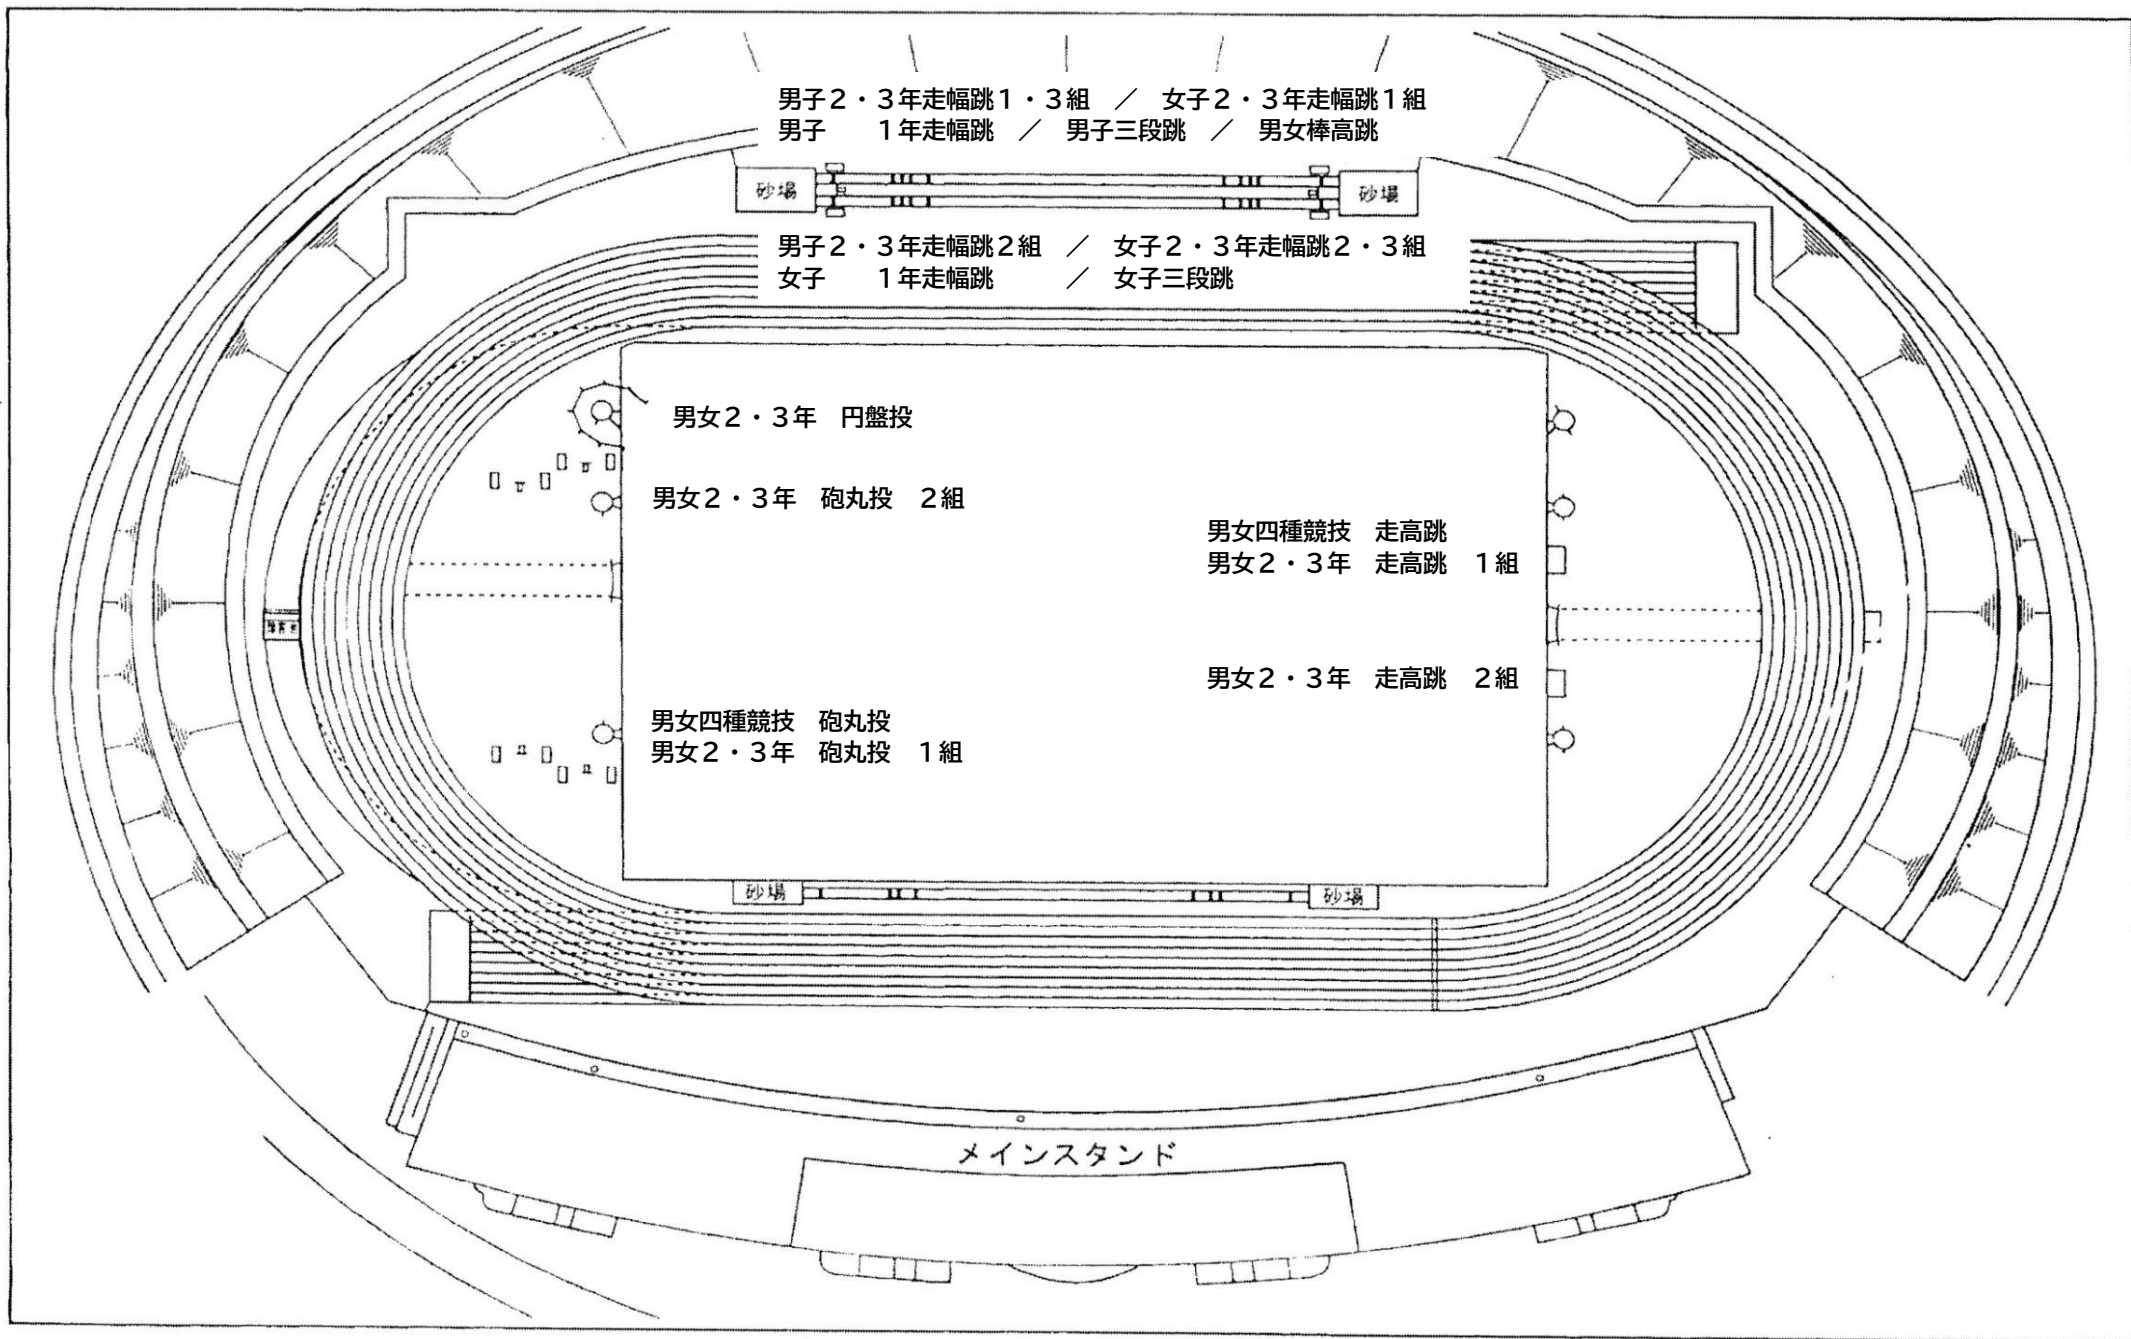 男子２・３年走幅跳１・３組　／　女子２・３年走幅跳１組
男子　　１年走幅跳　／　男子三段跳　／　男女棒高跳
砂場
砂場
男子２・３年走幅跳２組　／　女子２・３年走幅跳２・３組
女子　　１年走幅跳　　　／　女子三段跳
男女２・３年　円盤投
男女２・３年　砲丸投　２組
男女四種競技　走高跳
男女２・３年　走高跳　１組
男女２・３年　走高跳　２組
男女四種競技　砲丸投
男女２・３年　砲丸投　１組
砂場
砂場
メインスタンド